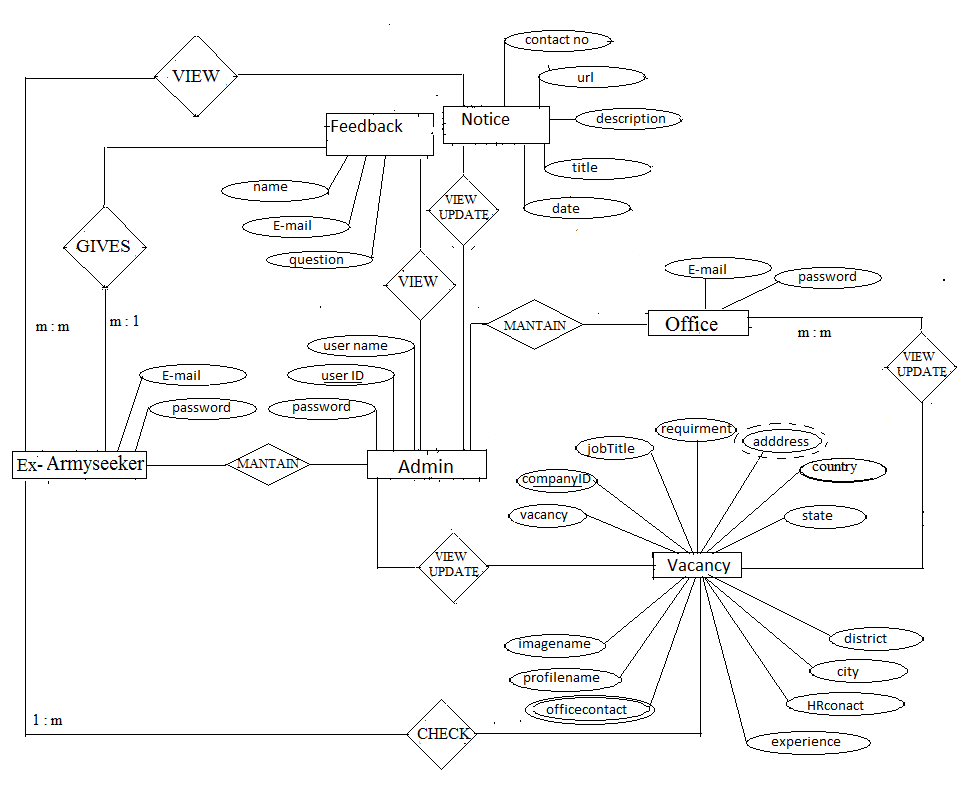 contact no
VIEW
url
Feedback
Notice
description
title
name
VIEW
UPDATE
date
E-mail
GIVES
question
E-mail
password
VIEW
m : m
m : 1
MANTAIN
Office
m : m
user name
VIEW
UPDATE
E-mail
user ID
password
password
requirment
adddress
jobTitle
Ex- Armyseeker
MANTAIN
Admin
country
companyID
vacancy
state
VIEW
UPDATE
Vacancy
imagename
district
profilename
city
officecontact
HRconact
1 : m
CHECK
experience